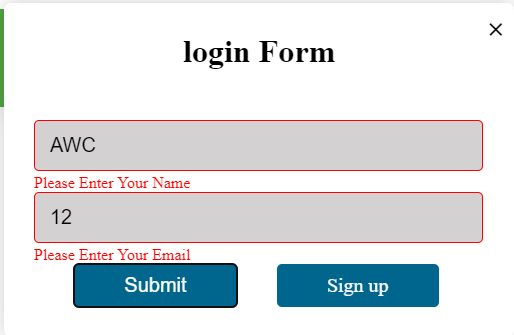 login Form
AWC
Please Enter Your Name
12
Please Enter Your Email
Submit Sign up